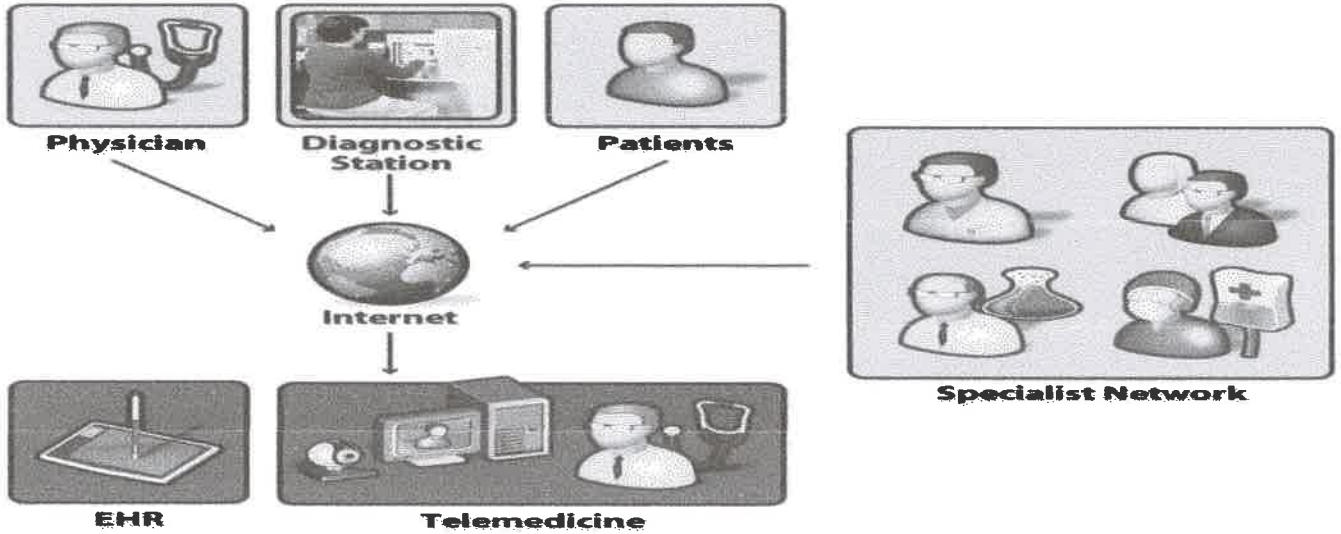 Physician
Diagnostic
Station
Patients
Internet
Specialist Network
EHR
Telemedicine